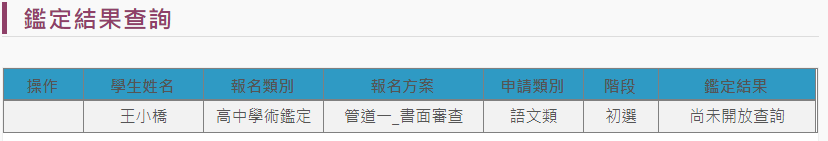 鑑定結果查詢
操作 學生姓名 報名類別 報名方案 申請類別 階段 鑑定結果
王小橋 高中學術鑑定 管道一_書面審查 語文類 初選 尚未開放查詢